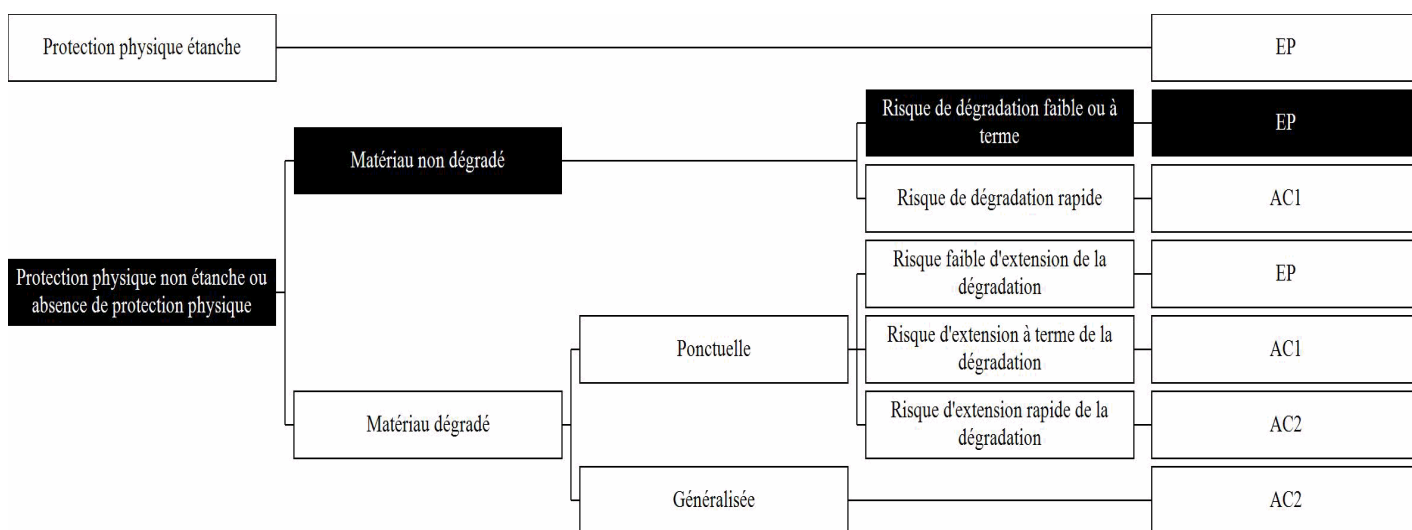 Protection physique étanche
EP
Risque de dégradation faible ou à
terme
EP
Matériau non dégradé
Risque de dégradation rapide
AC1
Protection physique non étanche ou
absence de protection physique
Risque faible d'extension de la
dégradation
EP
Ponctuelle
Risque d'extension à terme de la
dégradation
AC1
Matériau dégradé
Risque d'extension rapide de la
dégradation
AC2
Généralisée
AC2